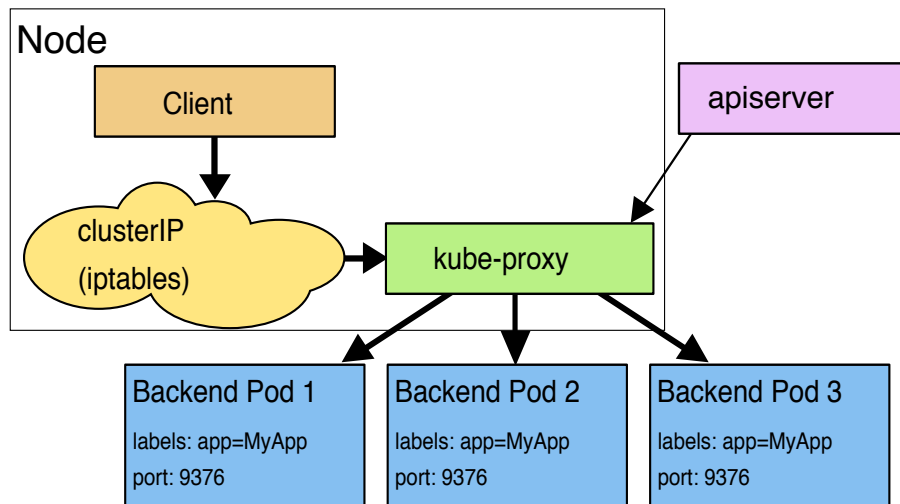 Node
Client
apiserver
clusterIP
(iptables)
kube-proxy
Backend Pod 1
labels: app=MyApp
port: 9376
Backend Pod 2
labels: app=MyApp
port: 9376
Backend Pod 3
labels: app=MyApp
port: 9376